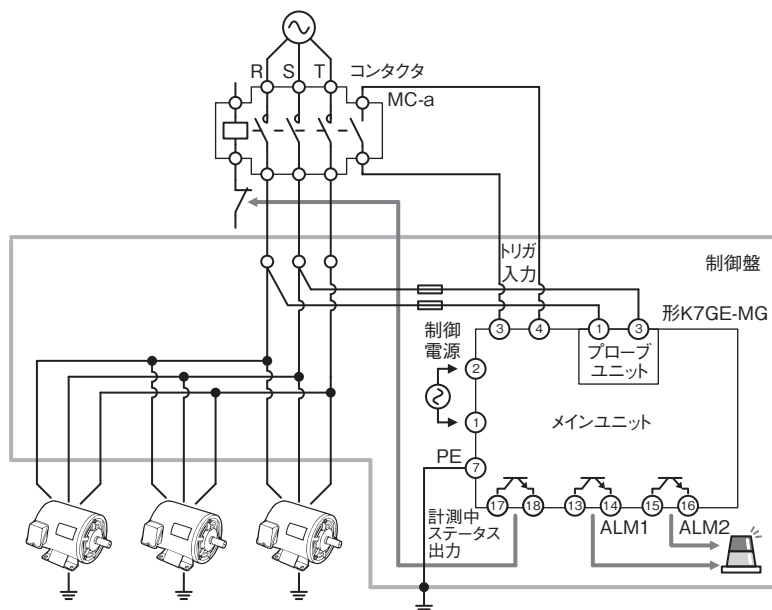 R S T コンタクタ
MC-a
制御盤
トリガ
入力
形K7GE-MG
3 4 1 3
制御
電源
プローブ
ユニット
2
1
メインユニット
PE
7
17 18 13 14 15 16
計測中
ステータス
出力
ALM1
ALM2